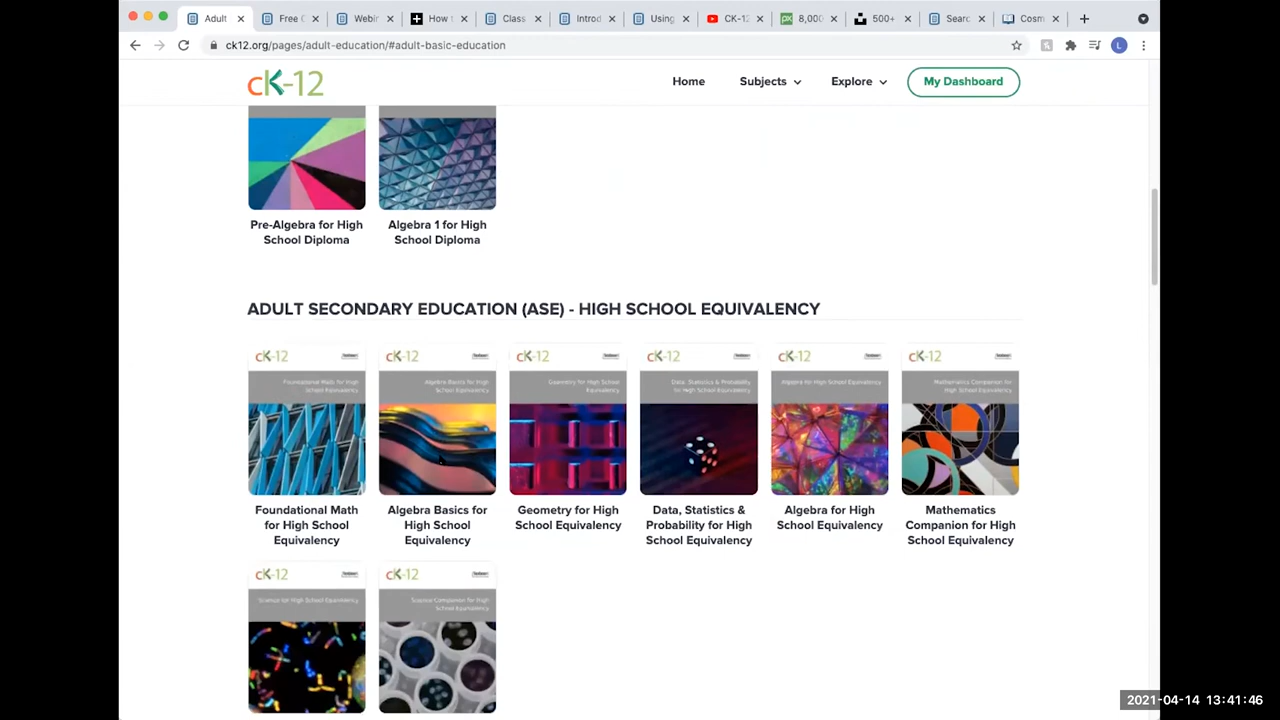 Adult
Free C
Webin
How t
Class
Introd
Using
CK-12
8,000
500+
Searc
Cosm
ck12.org/pages/adult-education/#adult-basic-education
L
cK-12
Home
Subjects
Explore
My Dashboard
Pre-Algebra for High
School Diploma
Algebra 1 for High
School Diploma
ADULT SECONDARY EDUCATION (ASE) - HIGH SCHOOL EQUIVALENCY
cK-12
Foundational Math for High
School Equivalency
cK-12
Algebra Basics for High
School Equivalency
cK-12
Geometry for High School
Equivalency
cK-12
Data, Statistics & Probability
for High School Equivalency
cK-12
Algebra for High School Equivalency
cK-12
Mathematics Companion for
High School Equivalency
Foundational Math
for High School
Equivalency
Algebra Basics for
High School
Equivalency
Geometry for High
School Equivalency
Data, Statistics &
Probability for High
School Equivalency
Algebra for High
School Equivalency
Mathematics
Companion for High
School Equivalency
cK-12
Science for High School Equivalency
cK-12
Science Companion for High
School Equivalency
2021-04-14 13:41:46